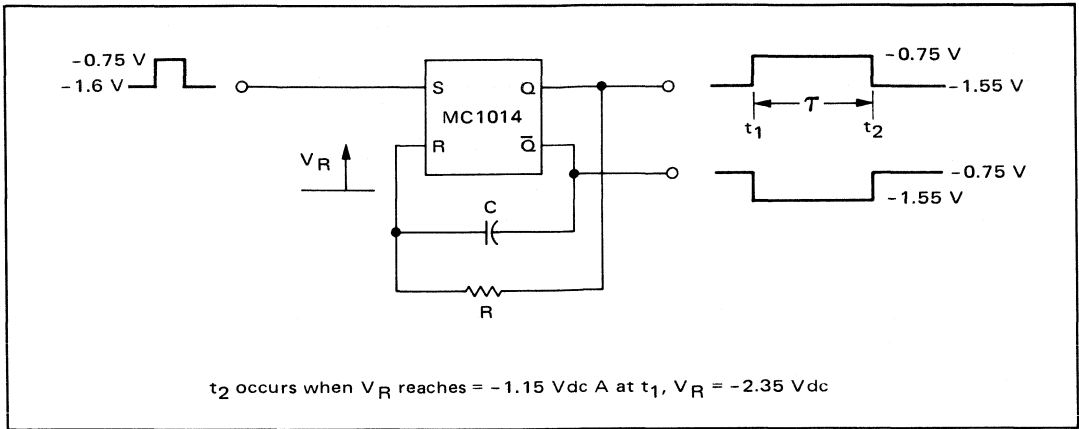 -0.75 V
-1.6 V
S
Q
MC1014
R
Q̅
V_R
C
R
-0.75 V
-1.55 V
τ
t₁
t₂
-0.75 V
-1.55 V
t₂ occurs when V_R reaches = -1.15 Vdc A at t₁, V_R = -2.35 Vdc